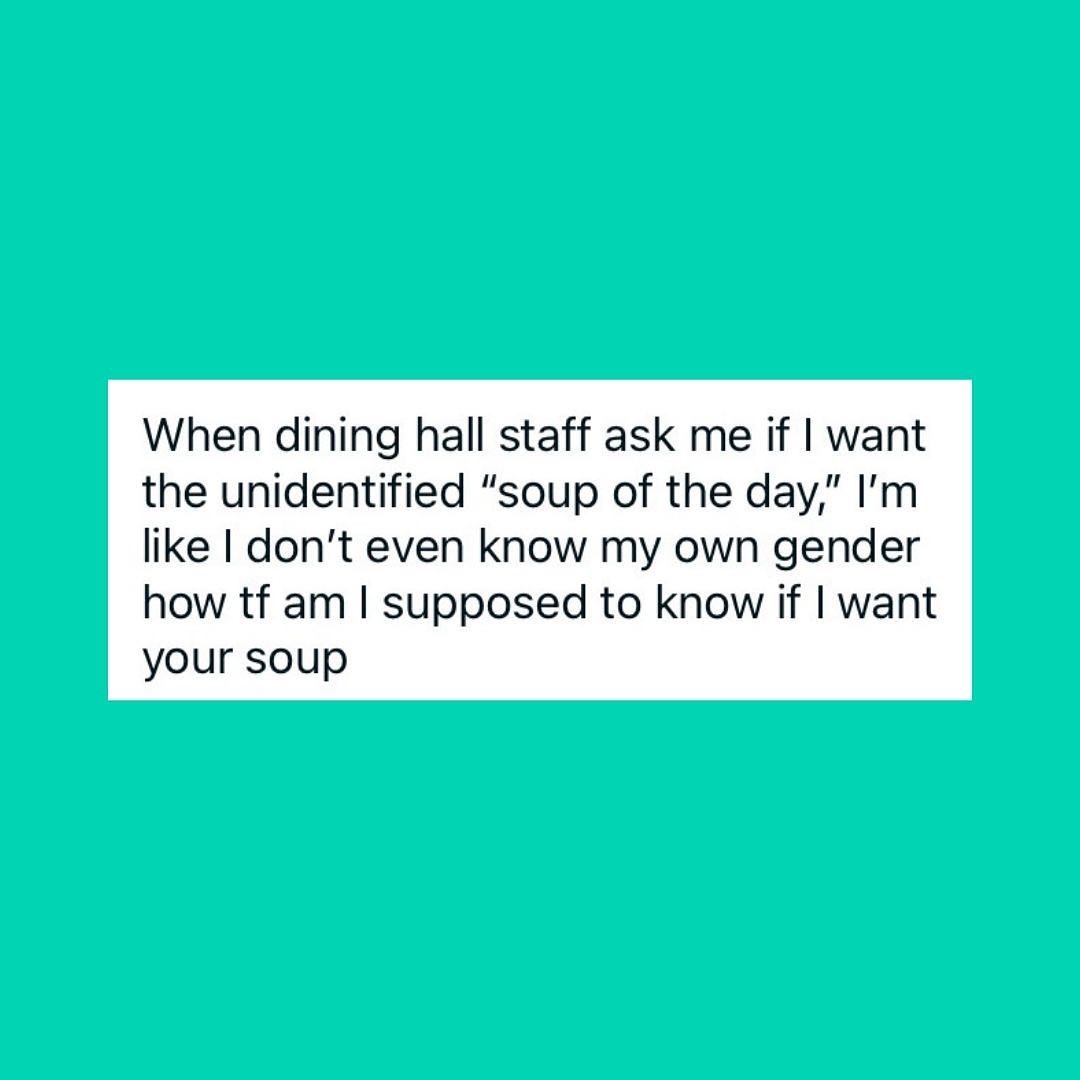 When dining hall staff ask me if I want
the unidentified “soup of the day,” I’m
like I don’t even know my own gender
how tf am I supposed to know if I want
your soup